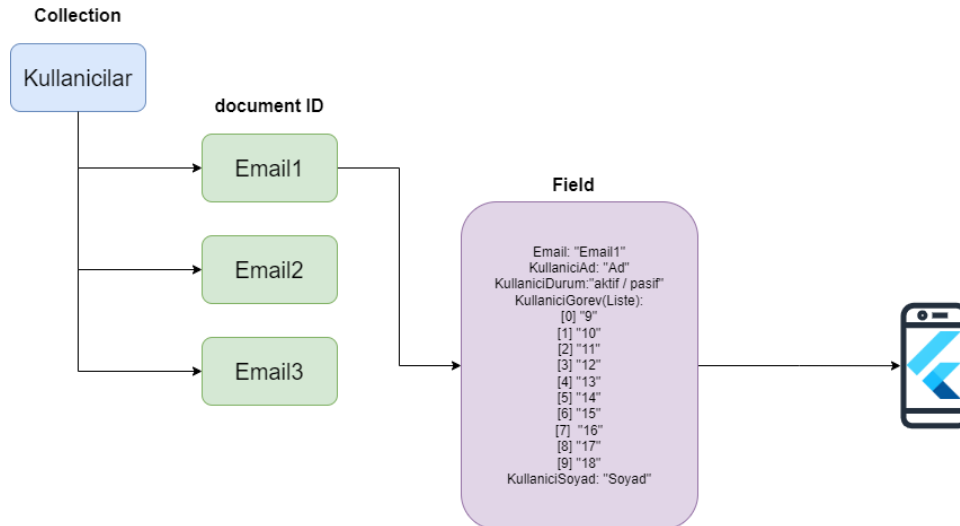 Collection
Kullanicilar
document ID
Email1
Email2
Email3
Field
Email: "Email1"
KullaniciAd: "Ad"
KullaniciDurum:"aktif / pasif"
KullaniciGorev(Liste):
[0] "9"
[1] "10"
[2] "11"
[3] "12"
[4] "13"
[5] "14"
[6] "15"
[7]  "16"
[8] "17"
[9] "18"
KullaniciSoyad: "Soyad"